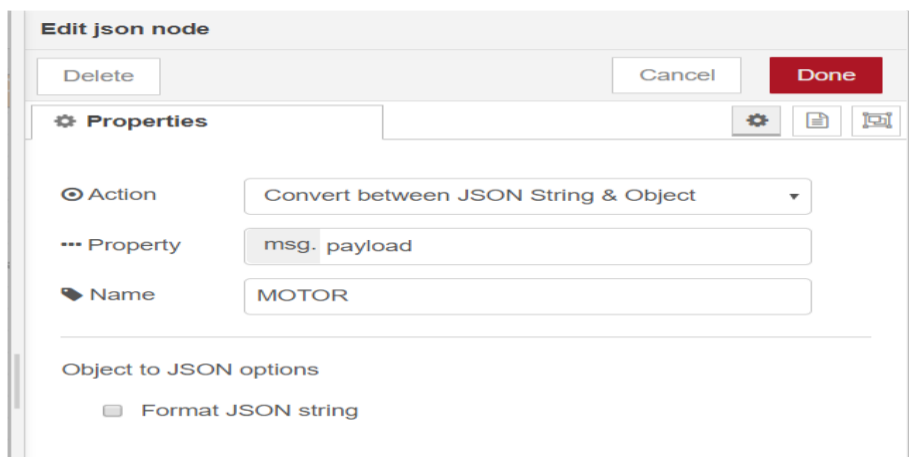 Edit json node
Delete Cancel Done
Properties
Action Convert between JSON String & Object
Property msg. payload
Name MOTOR
Object to JSON options
Format JSON string